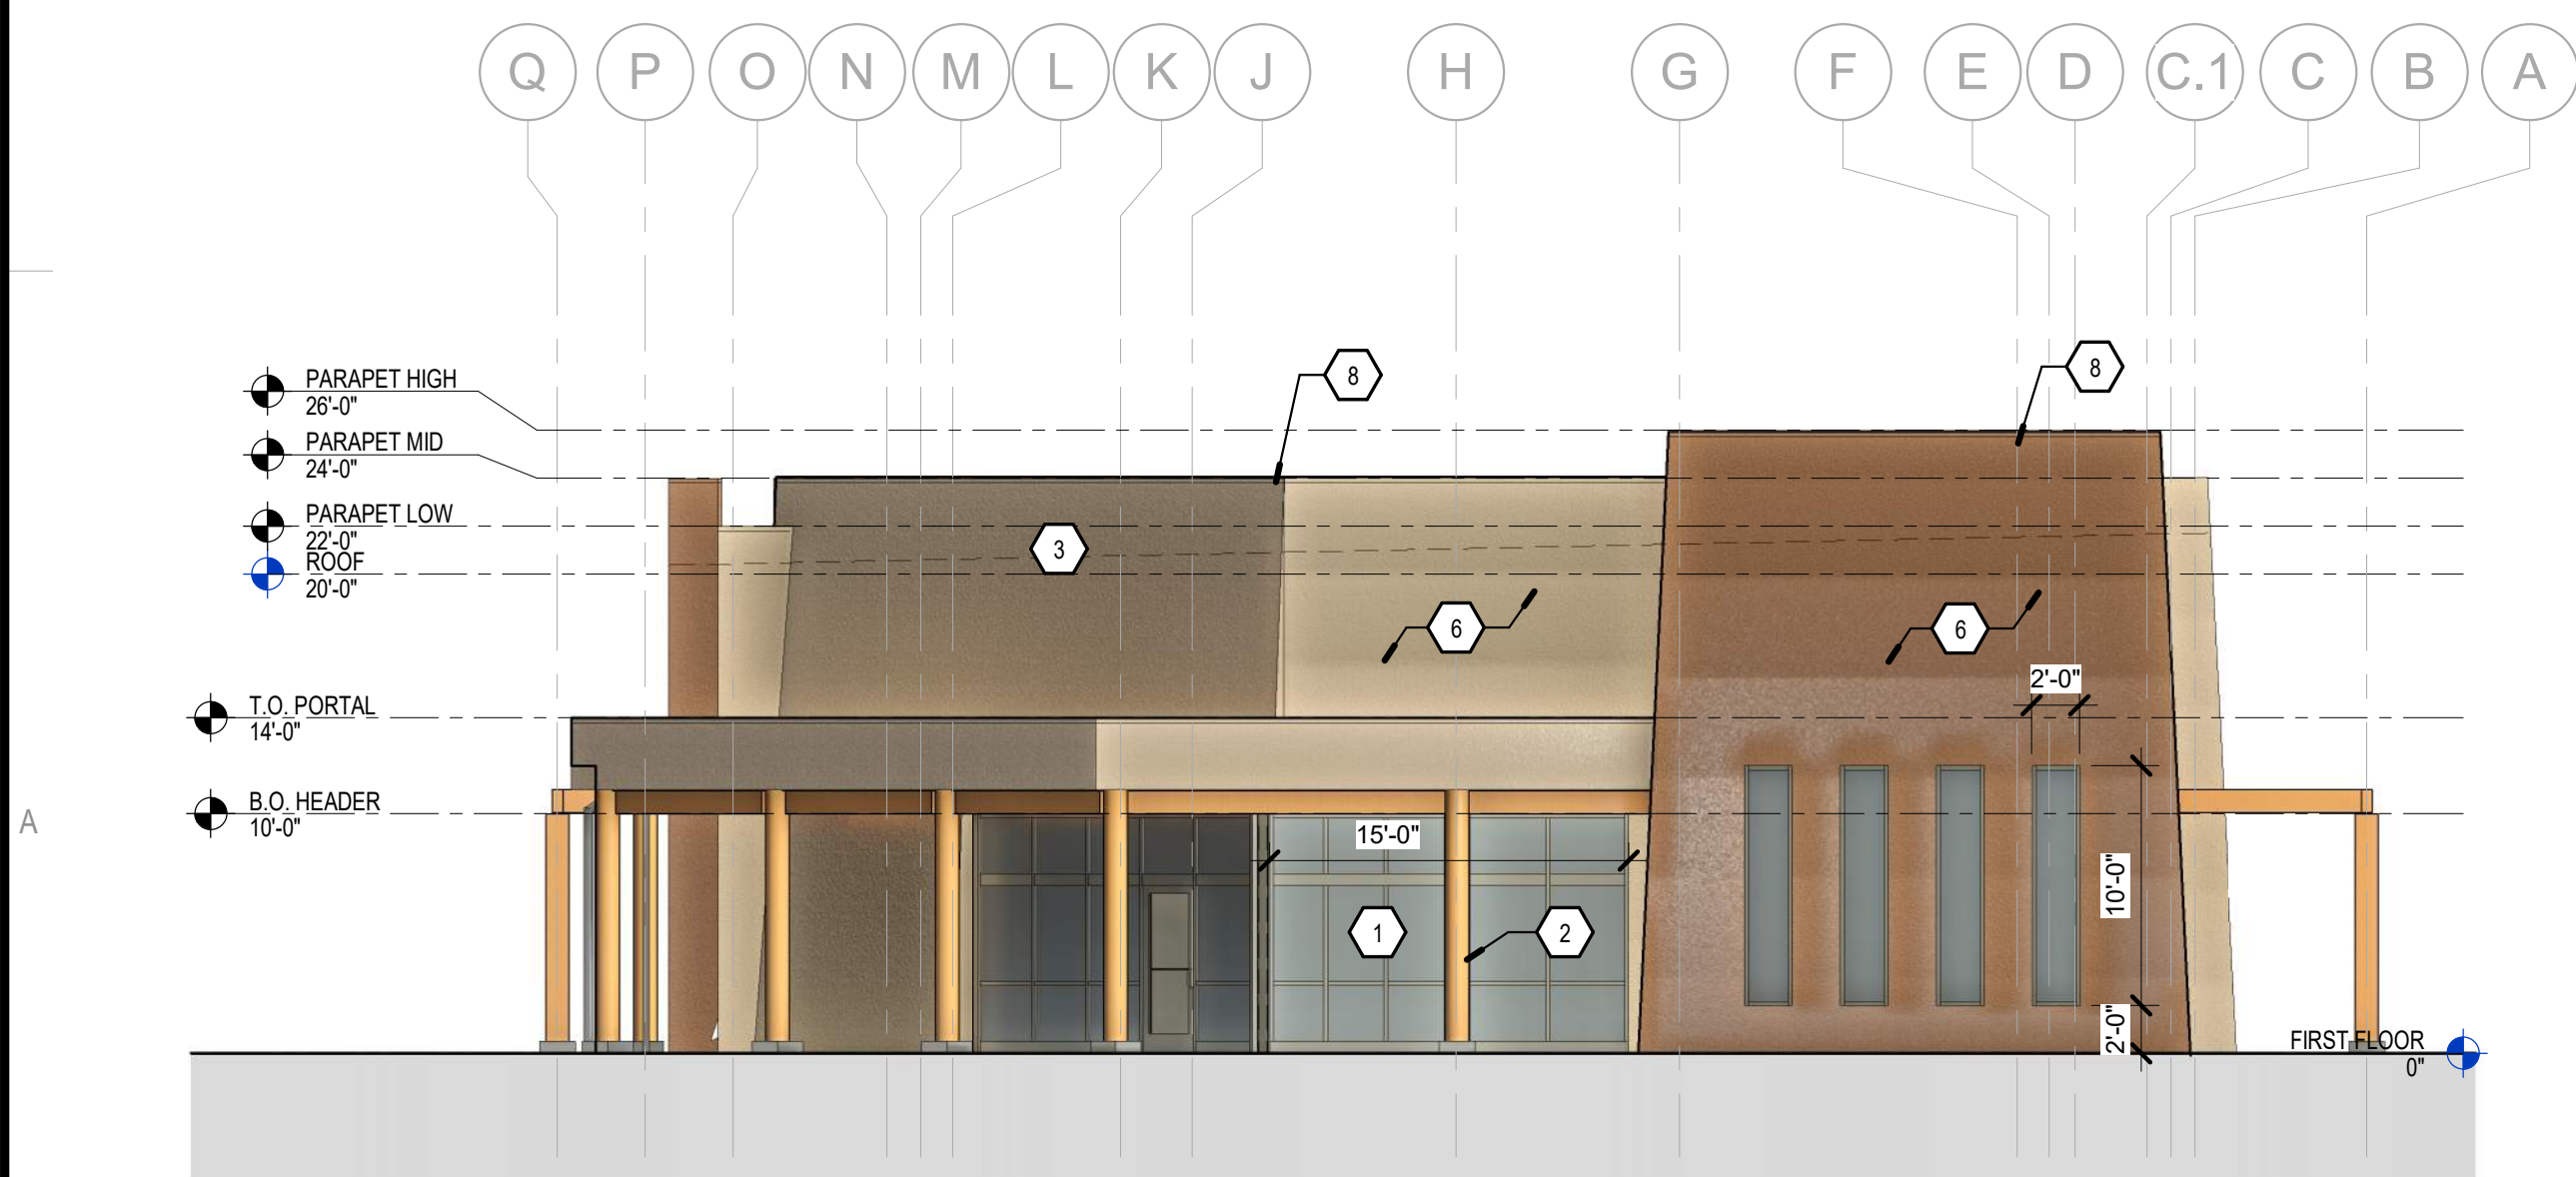 Q P O N M L K J H G F E D C.1 C B A
8
8
PARAPET HIGH
26'-0"
PARAPET MID
24'-0"
PARAPET LOW
22'-0"
ROOF
20'-0"
3
6
6
2'-0"
T.O. PORTAL
14'-0"
B.O. HEADER
10'-0"
A
15'-0"
10'-0"
1
2
2'-0"
FIRST FLOOR
0"